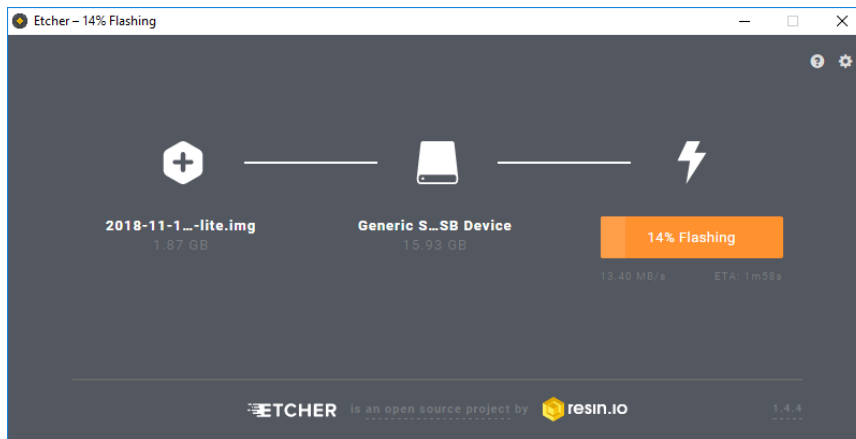 Etcher – 14% Flashing
2018-11-1...-lite.img
1.87 GB
Generic S...SB Device
15.93 GB
14% Flashing
13.40 MB/s
ETA: 1m58s
ETCHER is an open source project by resin.io
1.4.4